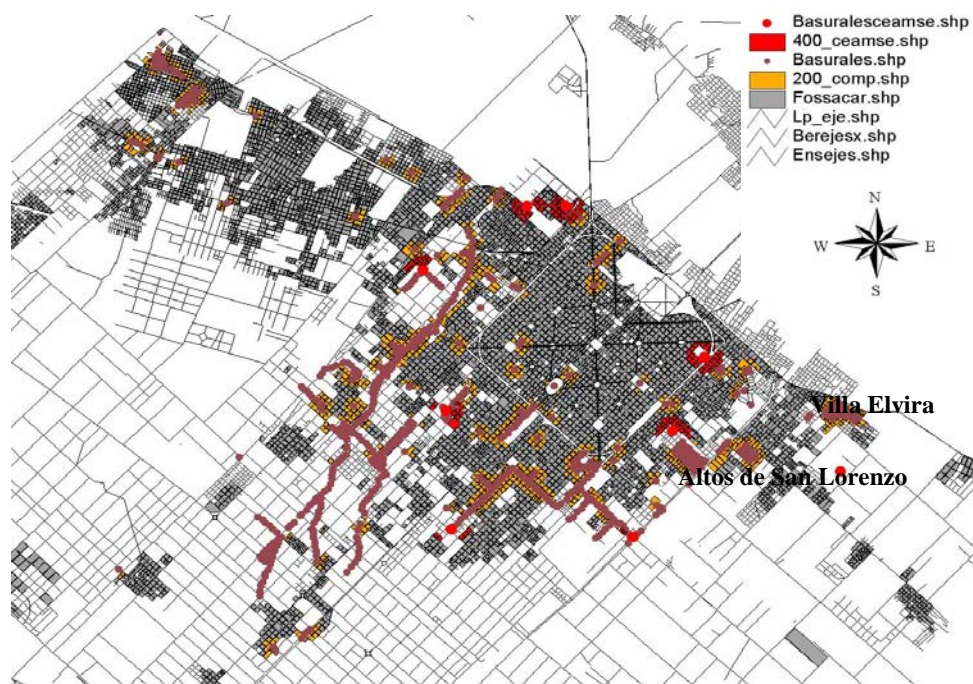 Basuralesceamse.shp
400_ceamse.shp
Basurales.shp
200_comp.shp
Fossacar.shp
Lp_eje.shp
Berejesx.shp
Ensejes.shp
N
W E
S
Villa Elvira
Altos de San Lorenzo